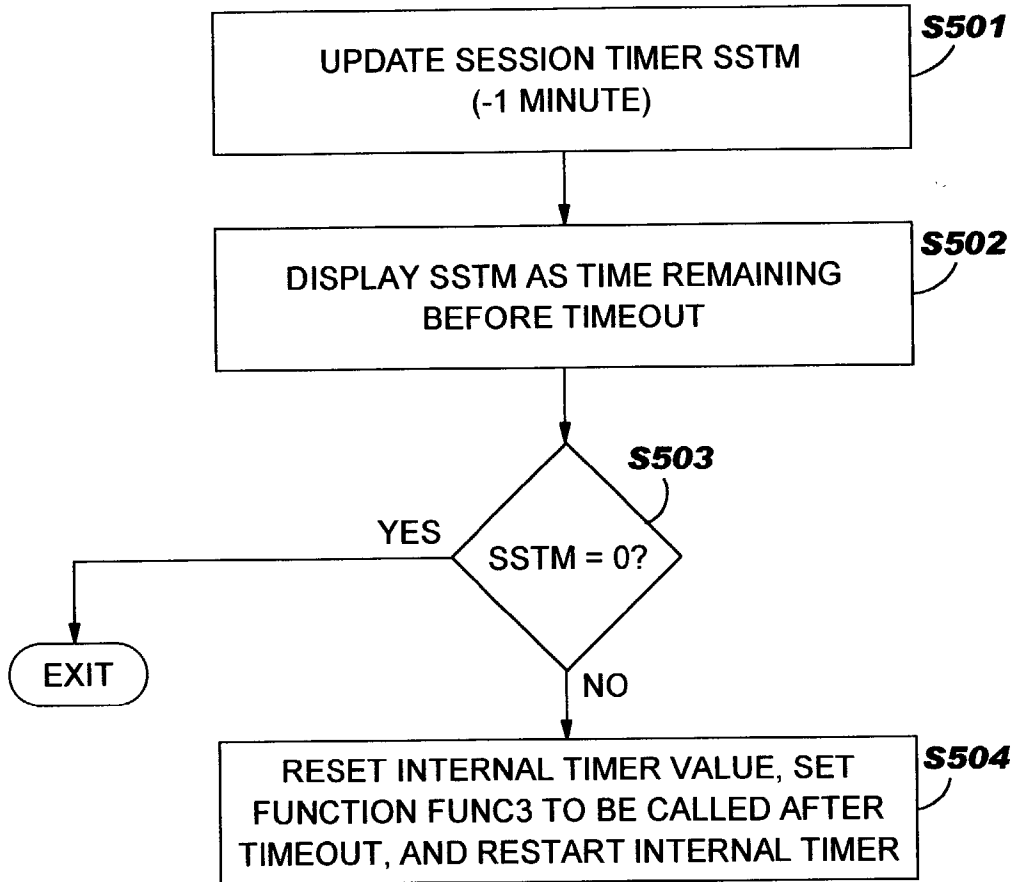 S501
UPDATE SESSION TIMER SSTM
(-1 MINUTE)
S502
DISPLAY SSTM AS TIME REMAINING
BEFORE TIMEOUT
S503
YES
SSTM = 0?
EXIT
NO
S504
RESET INTERNAL TIMER VALUE, SET
FUNCTION FUNC3 TO BE CALLED AFTER
TIMEOUT, AND RESTART INTERNAL TIMER